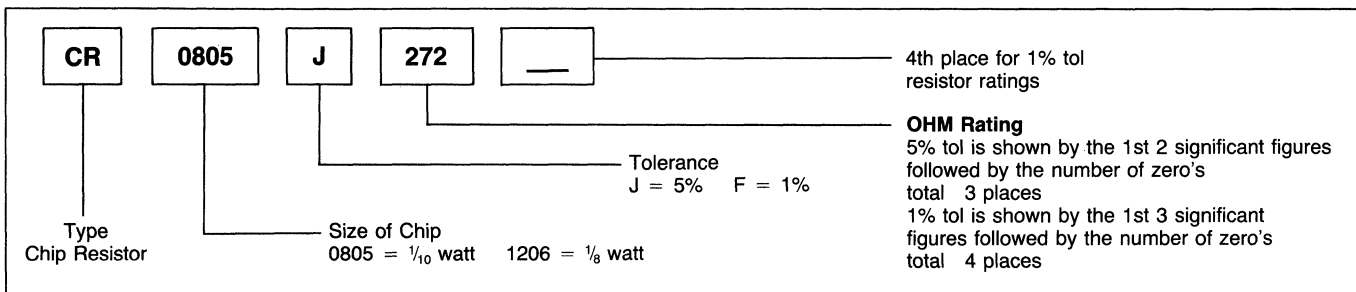 CR 0805 J 272 __
4th place for 1% tol
resistor ratings
OHM Rating
5% tol is shown by the 1st 2 significant figures
followed by the number of zero's
total 3 places
1% tol is shown by the 1st 3 significant
figures followed by the number of zero's
total 4 places
Tolerance
J = 5% F = 1%
Size of Chip
0805 = 1/10 watt 1206 = 1/8 watt
Type
Chip Resistor